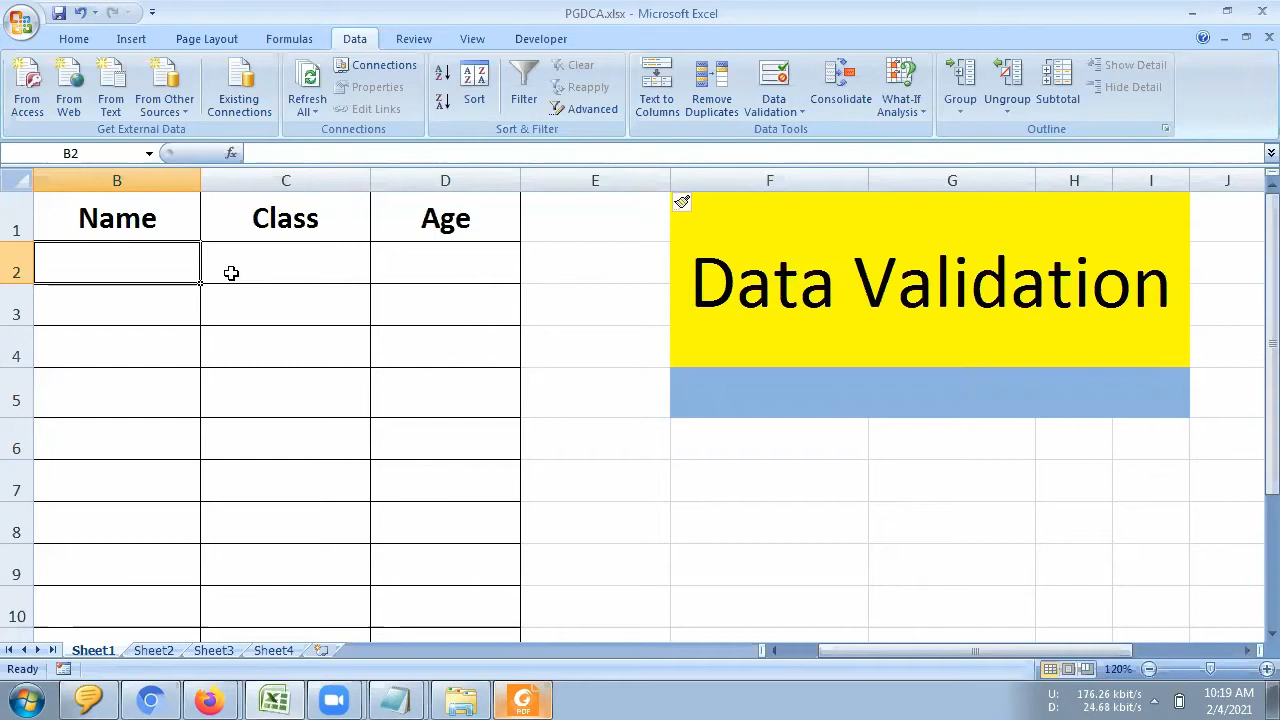 PGDCA.xlsx - Microsoft Excel
Home Insert Page Layout Formulas Data Review View Developer
From Access
From Web
From Text
From Other Sources
Existing Connections
Get External Data
Refresh All
Connections
Properties
Edit Links
Connections
Sort
Filter
Clear
Reapply
Advanced
Sort & Filter
Text to Columns
Remove Duplicates
Data Validation
Consolidate
What-If Analysis
Data Tools
Group
Ungroup
Subtotal
Show Detail
Hide Detail
Outline
B2 fx
B C D E F G H I J
1 Name Class Age
Data Validation
2
3
4
5
6
7
8
9
10
Sheet1 Sheet2 Sheet3 Sheet4
Ready 120%
U: 176.26 kbit/s
D: 24.68 kbit/s
10:19 AM
2/4/2021